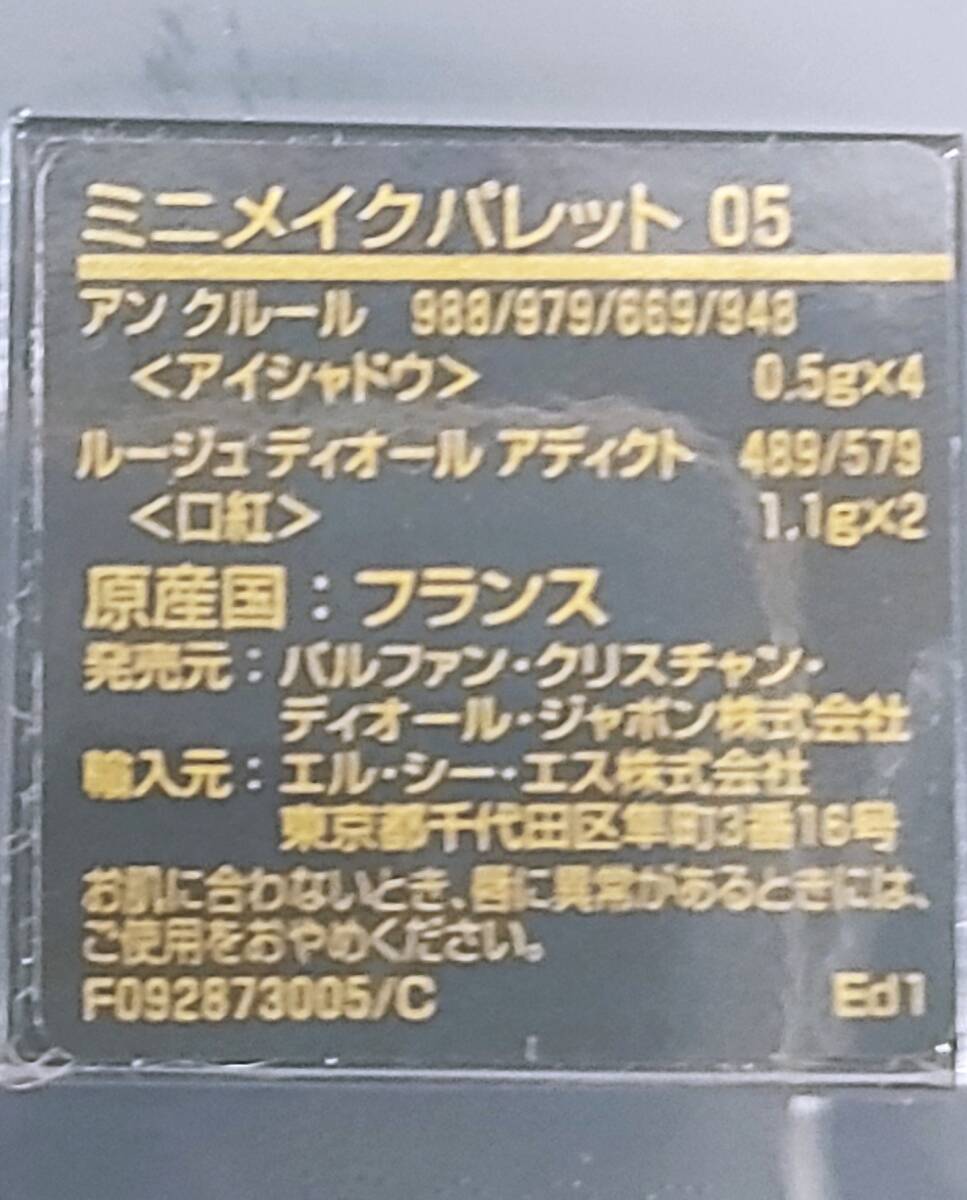 ミニメイクパレット 05
アン クルール 988/979/669/948
<アイシャドウ> 0.5g×4
ルージュ ディオール アディクト 489/579
<口紅> 1.1g×2
原産国：フランス
発売元：パルファン・クリスチャン・
ディオール・ジャポン株式会社
輸入元：エル・シー・エス株式会社
東京都千代田区隼町3番16号
お肌に合わないとき、唇に異常があるときには、
ご使用をおやめください。
F092873005/C Ed1